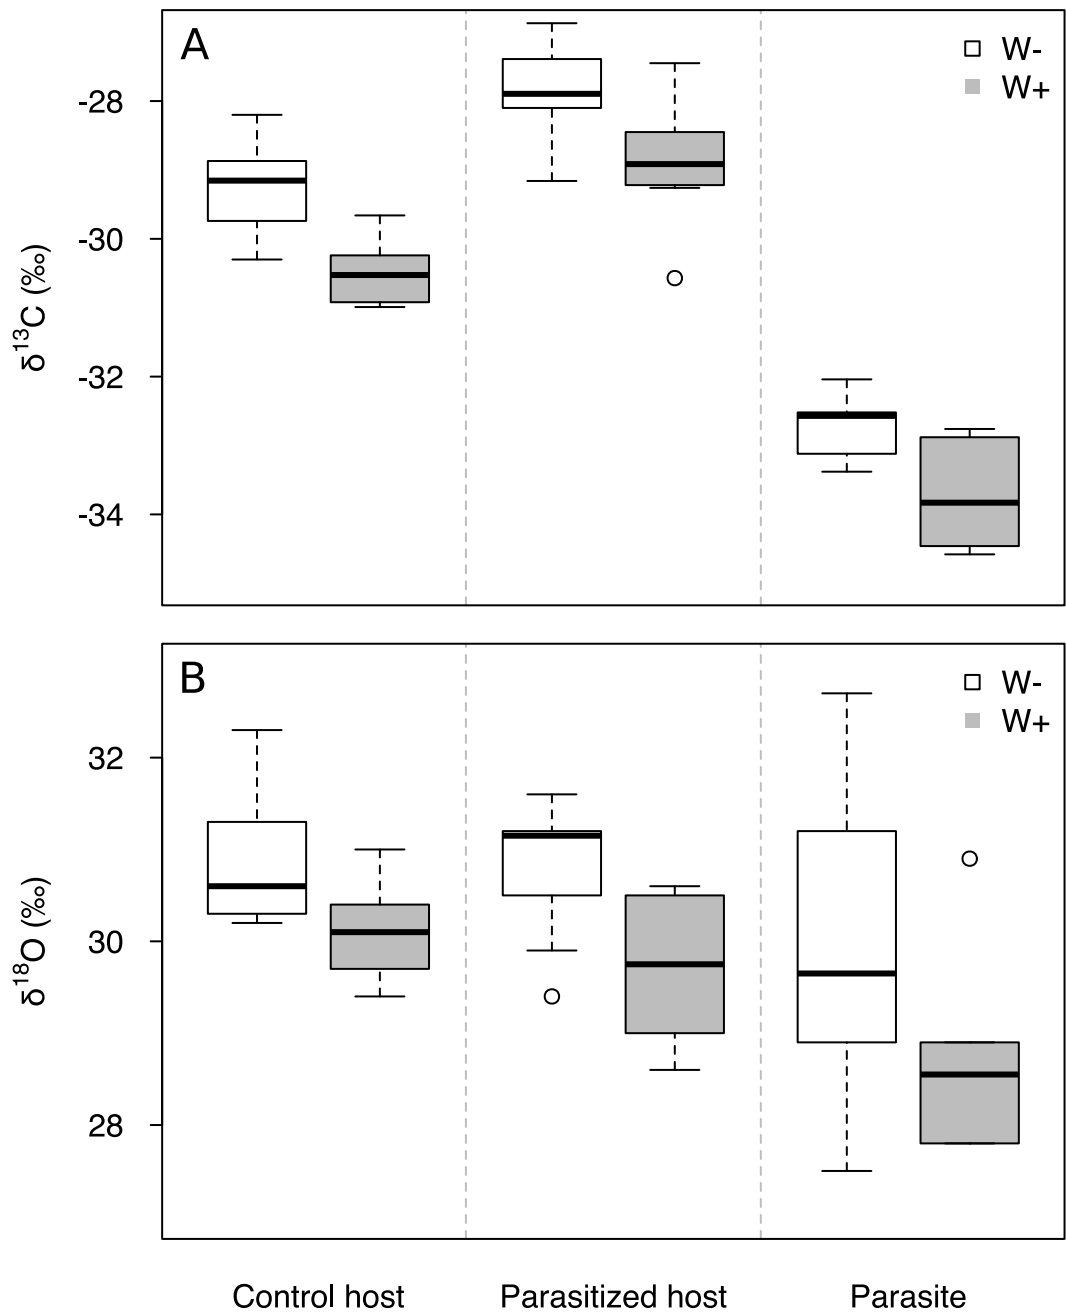 A
W-
W+
-28
-30
-32
-34
δ¹³C (‰)
B
W-
W+
32
30
28
δ¹⁸O (‰)
Control host
Parasitized host
Parasite